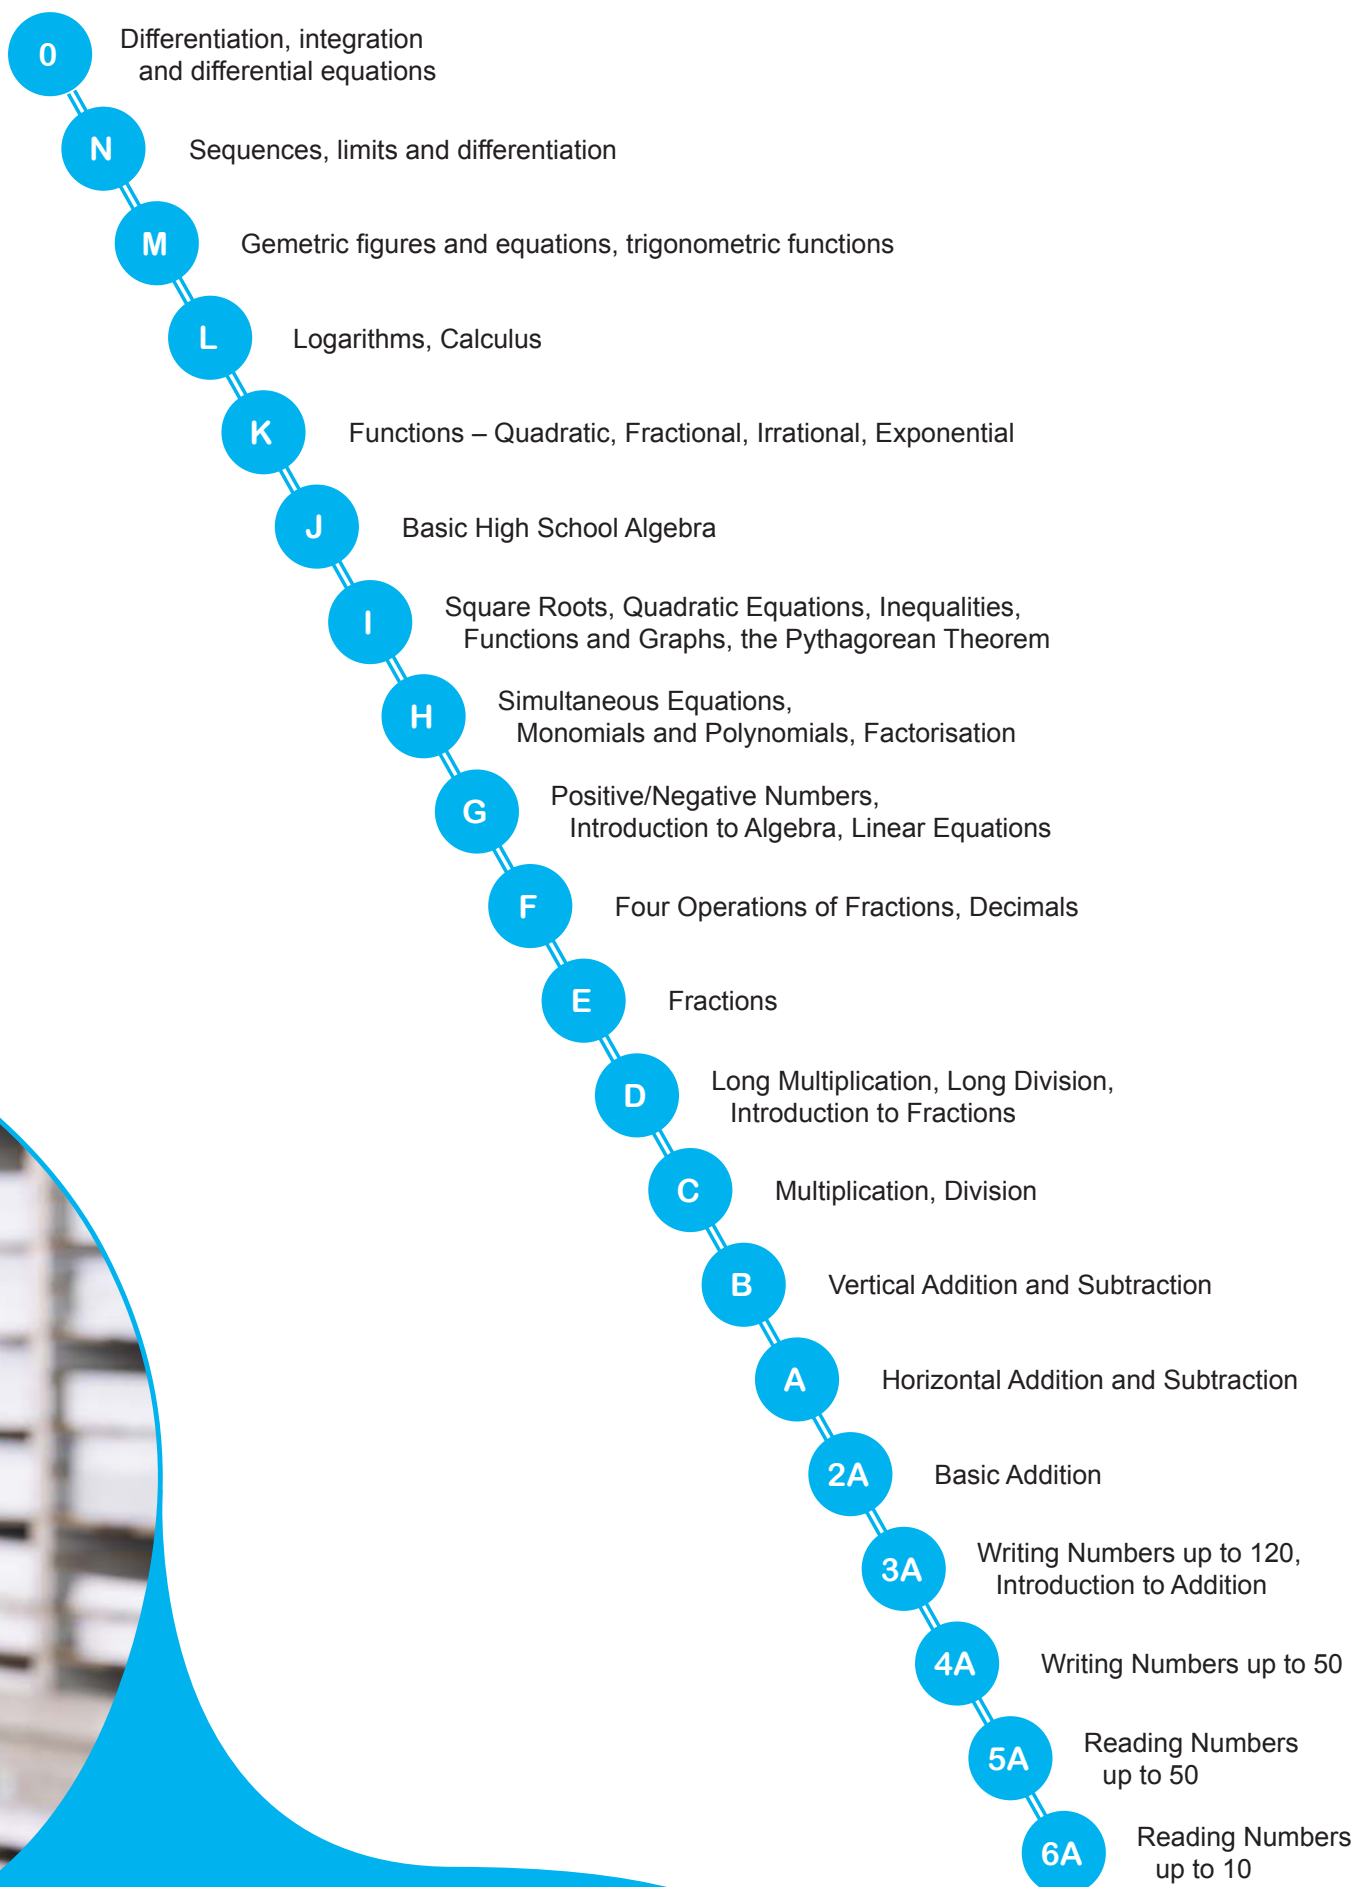 0
Differentiation, integration
and differential equations
N
Sequences, limits and differentiation
M
Gemetric figures and equations, trigonometric functions
L
Logarithms, Calculus
K
Functions – Quadratic, Fractional, Irrational, Exponential
J
Basic High School Algebra
I
Square Roots, Quadratic Equations, Inequalities,
Functions and Graphs, the Pythagorean Theorem
H
Simultaneous Equations,
Monomials and Polynomials, Factorisation
G
Positive/Negative Numbers,
Introduction to Algebra, Linear Equations
F
Four Operations of Fractions, Decimals
E
Fractions
D
Long Multiplication, Long Division,
Introduction to Fractions
C
Multiplication, Division
B
Vertical Addition and Subtraction
A
Horizontal Addition and Subtraction
2A
Basic Addition
3A
Writing Numbers up to 120,
Introduction to Addition
4A
Writing Numbers up to 50
5A
Reading Numbers
up to 50
6A
Reading Numbers
up to 10